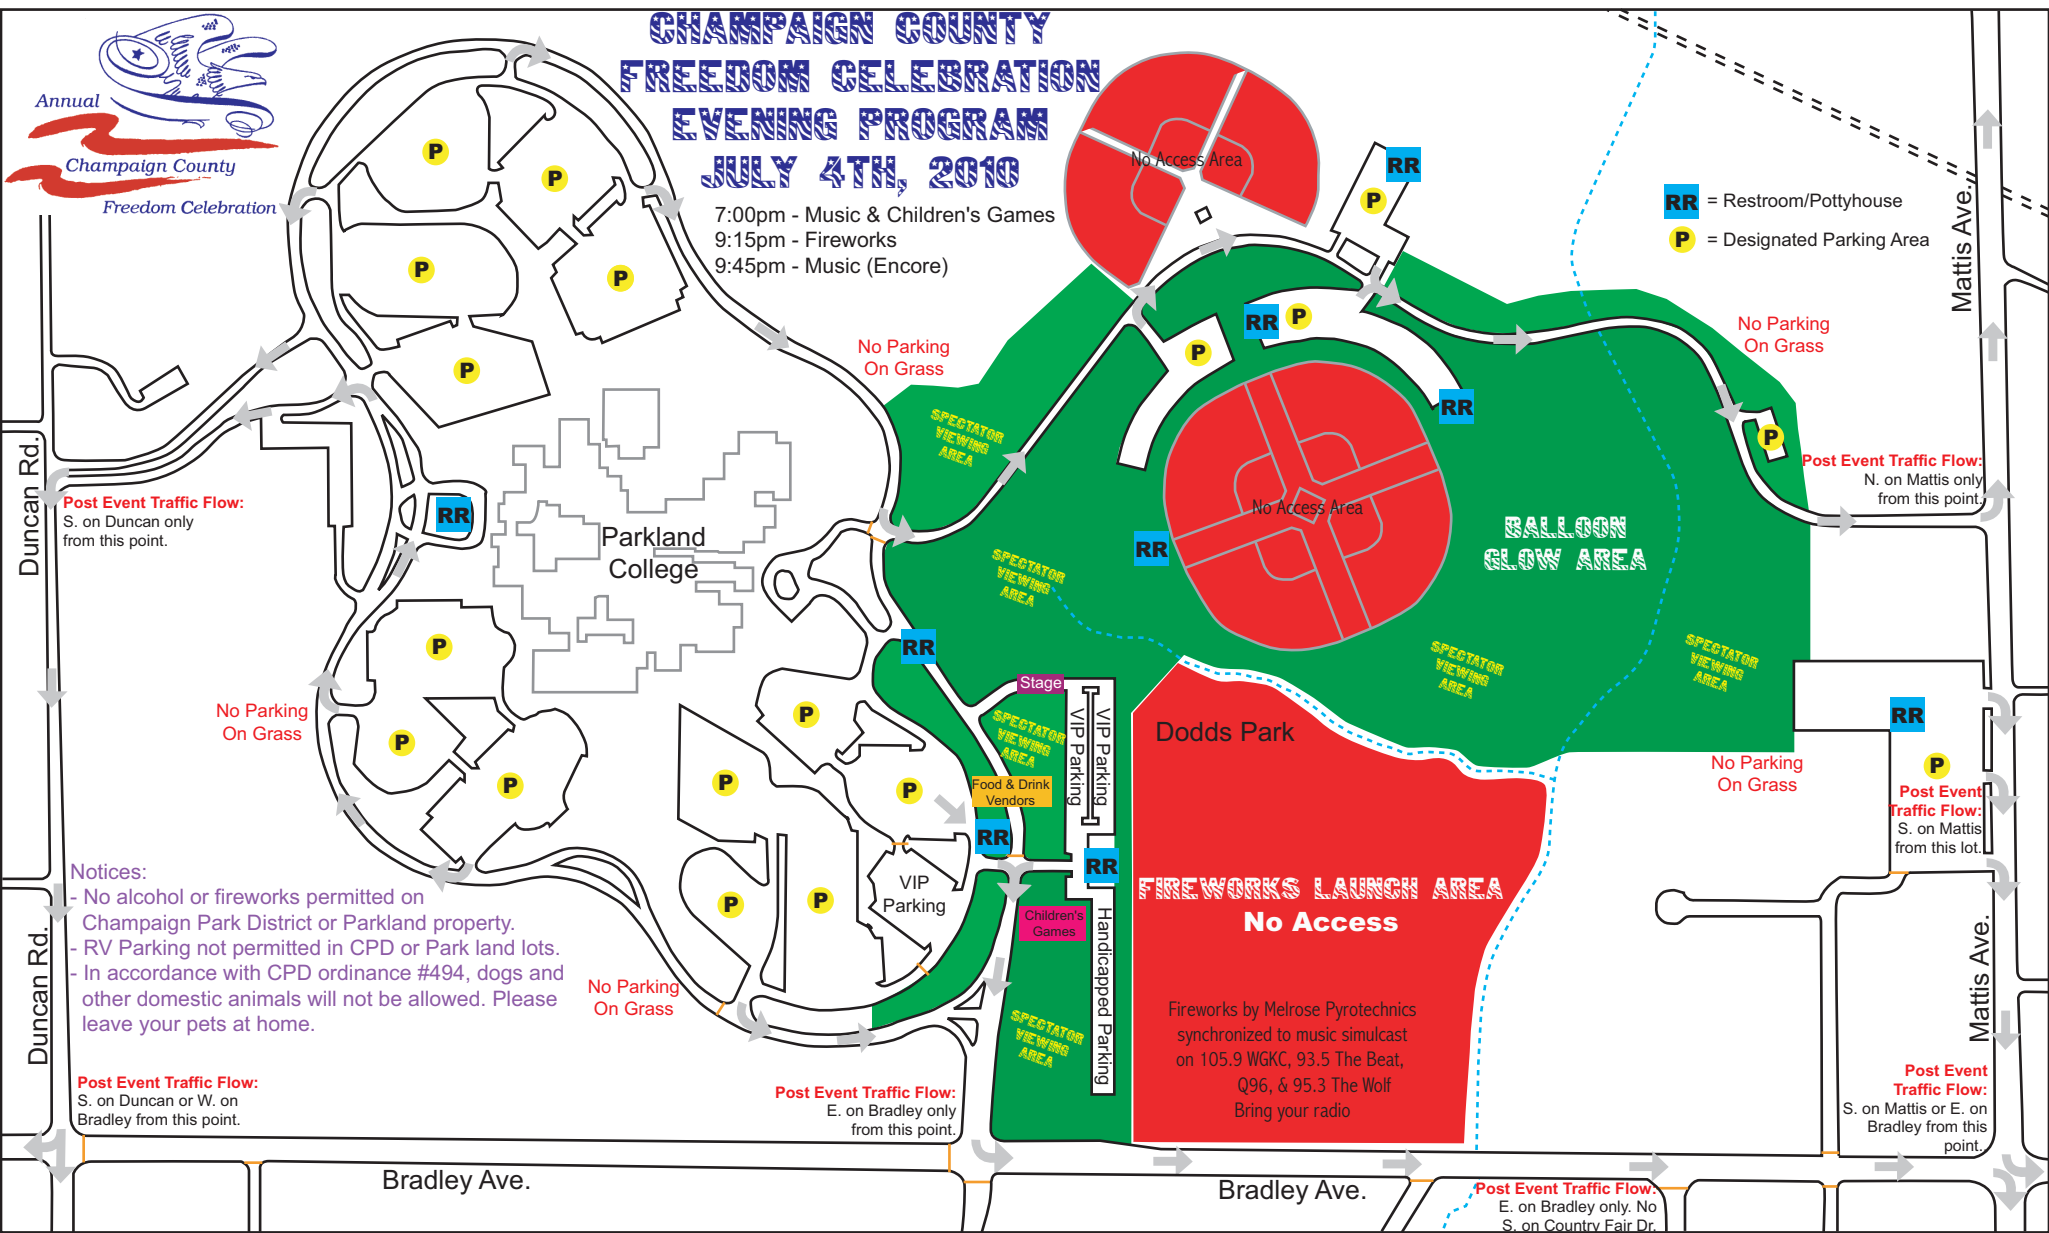 CHAMPAIGN COUNTY
FREEDOM CELEBRATION
EVENING PROGRAM
JULY 4TH, 2010
7:00pm - Music & Children's Games
9:15pm - Fireworks
9:45pm - Music (Encore)
Annual
Champaign County
Freedom Celebration
RR = Restroom/Pottyhouse
P = Designated Parking Area
No Access Area
RR
P
Mattis Ave.
P
P
P
P
P
No Parking
On Grass
RR
P
P
RR
No Parking
On Grass
P
SPECTATOR
VIEWING
AREA
Duncan Rd.
Post Event Traffic Flow:
S. on Duncan only
from this point.
RR
Parkland
College
No Access Area
RR
Post Event Traffic Flow:
N. on Mattis only
from this point.
BALLOON
GLOW AREA
SPECTATOR
VIEWING
AREA
SPECTATOR
VIEWING
AREA
SPECTATOR
VIEWING
AREA
P
RR
Stage
No Parking
On Grass
P
P
P
P
P
SPECTATOR
VIEWING
AREA
VIP Parking
VIP Parking
Dodds Park
RR
P
No Parking
On Grass
Post Event
Traffic Flow:
S. on Mattis
from this lot.
Food & Drink
Vendors
RR
RR
VIP
Parking
P
P
Children's
Games
Handicapped Parking
FIREWORKS LAUNCH AREA
No Access
Notices:
- No alcohol or fireworks permitted on
Champaign Park District or Parkland property.
- RV Parking not permitted in CPD or Park land lots.
- In accordance with CPD ordinance #494, dogs and
other domestic animals will not be allowed. Please
leave your pets at home.
Duncan Rd.
No Parking
On Grass
SPECTATOR
VIEWING
AREA
Fireworks by Melrose Pyrotechnics
synchronized to music simulcast
on 105.9 WGKC, 93.5 The Beat,
Q96, & 95.3 The Wolf
Bring your radio
Mattis Ave.
Post Event Traffic Flow:
S. on Duncan or W. on
Bradley from this point.
Post Event Traffic Flow:
E. on Bradley only
from this point.
Post Event
Traffic Flow:
S. on Mattis or E. on
Bradley from this
point.
Bradley Ave.
Bradley Ave.
Post Event Traffic Flow:
E. on Bradley only. No
S. on Country Fair Dr.